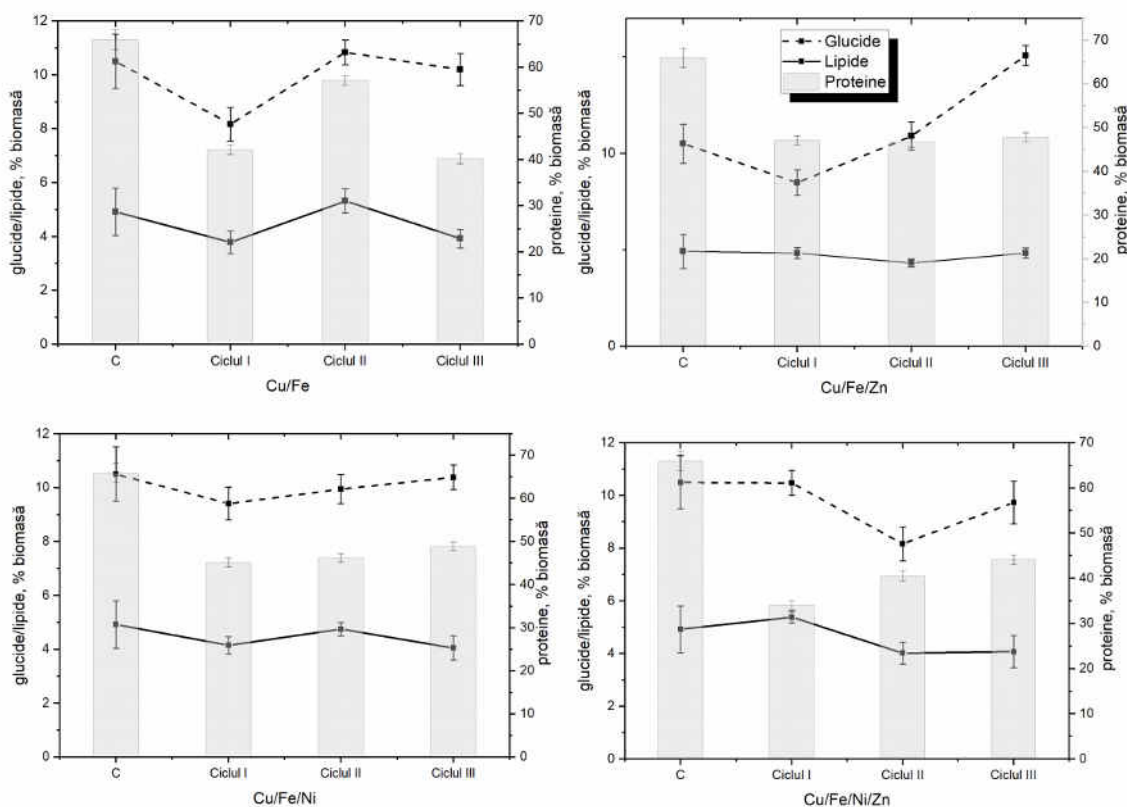 12
10
8
6
4
2
0
glucide/lipide, % biomasă
70
60
50
40
30
20
10
0
proteine, % biomasă
C Ciclul I Ciclul II Ciclul III
Cu/Fe
Glucide
Lipide
Proteine
10
0
glucide/lipide, % biomasă
70
60
50
40
30
20
10
0
proteine, % biomasă
C Ciclul I Ciclul II Ciclul III
Cu/Fe/Zn
12
10
8
6
4
2
0
glucide/lipide, % biomasă
70
60
50
40
30
20
10
0
proteine, % biomasă
C Ciclul I Ciclul II Ciclul III
Cu/Fe/Ni
12
10
8
6
4
2
0
glucide/lipide, % biomasă
70
60
50
40
30
20
10
0
proteine, % biomasă
C Ciclul I Ciclul II Ciclul III
Cu/Fe/Ni/Zn